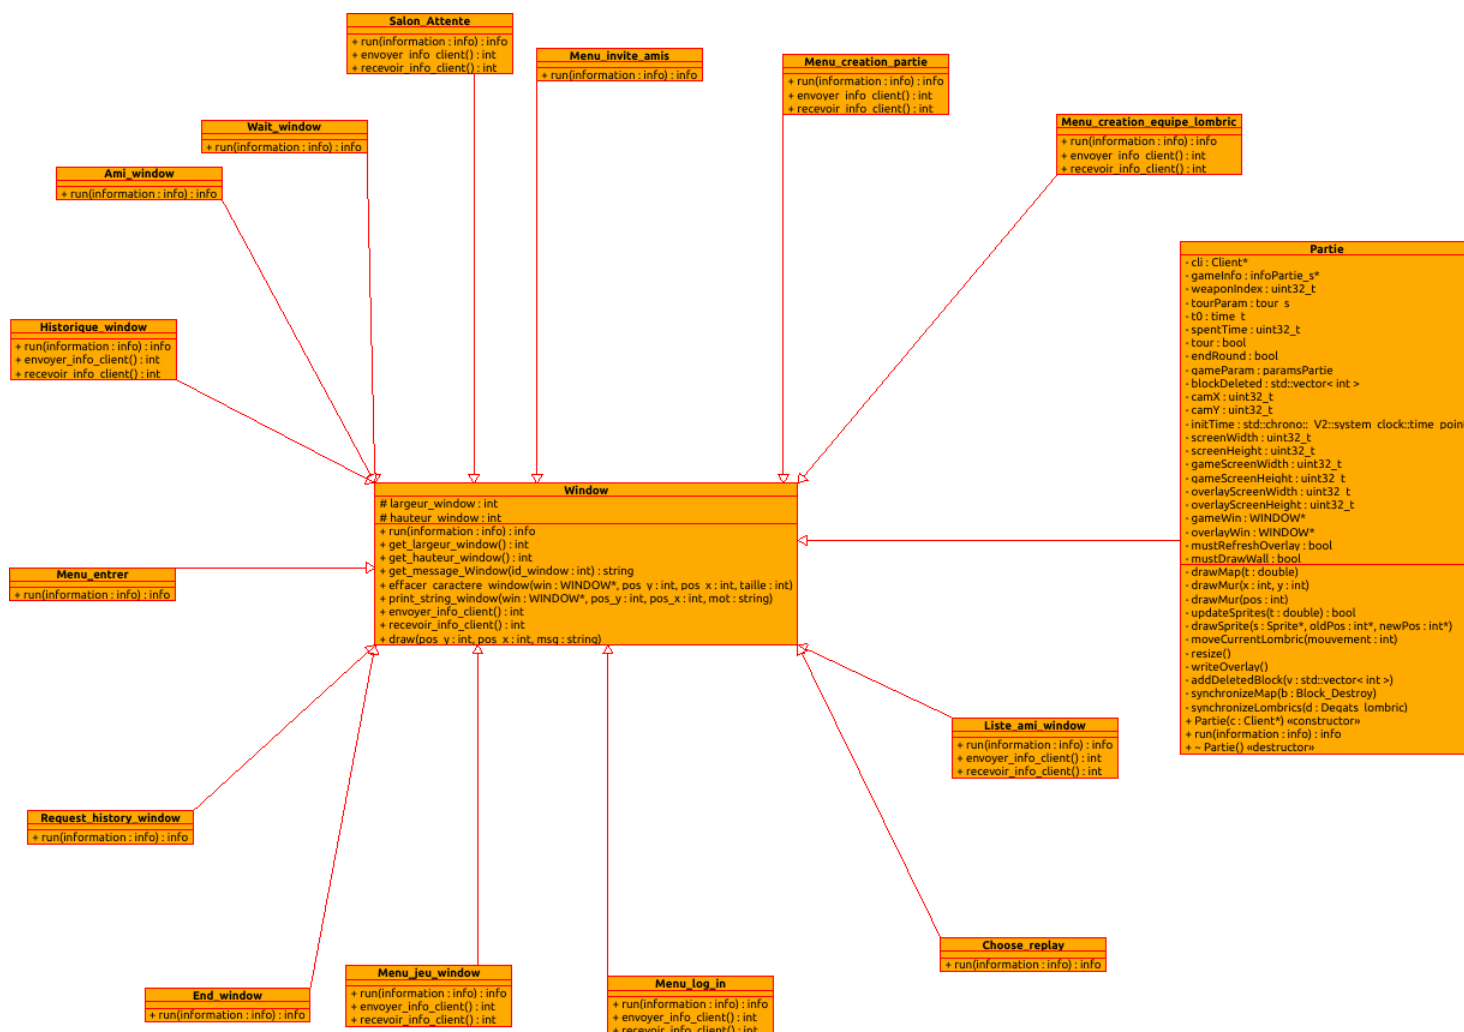 Salon_Attente
+ run(information : info) : info
+ envoyer_info_client() : int
+ recevoir_info_client() : int
Menu_invite_amis
+ run(information : info) : info
Menu_creation_partie
+ run(information : info) : info
+ envoyer_info_client() : int
+ recevoir_info_client() : int
Menu_creation_equipe_lombric
+ run(information : info) : info
+ envoyer_info_client() : int
+ recevoir_info_client() : int
Wait_window
+ run(information : info) : info
Ami_window
+ run(information : info) : info
Historique_window
+ run(information : info) : info
+ envoyer_info_client() : int
+ recevoir_info_client() : int
Partie
- cli : Client*
- gameInfo : infoPartie_s*
- weaponIndex : uint32_t
- tourParam : tour_s
- t0 : time_t
- spentTime : uint32_t
- tour : bool
- endRound : bool
- gameParam : paramsPartie
- blockDeleted : std::vector< int >
- camX : uint32_t
- camY : uint32_t
- initTime : std::chrono::_V2::system_clock::time_point
- screenWidth : uint32_t
- screenHeight : uint32_t
- gameScreenWidth : uint32_t
- gameScreenHeight : uint32_t
- overlayScreenWidth : uint32_t
- overlayScreenHeight : uint32_t
- gameWin : WINDOW*
- overlayWin : WINDOW*
- mustRefreshOverlay : bool
- mustDrawWall : bool
- drawMap(t : double)
- drawMur(x : int, y : int)
- drawMur(pos : int)
- updateSprites(t : double) : bool
- drawSprite(s : Sprite*, oldPos : int*, newPos : int*)
- moveCurrentLombric(mouvement : int)
- resize()
- writeOverlay()
- addDeletedBlock(v : std::vector< int >)
- synchronizeMap(b : Block_Destroy)
- synchronizeLombrics(d : Degats_lombric)
+ Partie(c : Client*) «constructor»
+ run(information : info) : info
+ ~ Partie() «destructor»
Window
# largeur_window : int
# hauteur_window : int
+ run(information : info) : info
+ get_largeur_window() : int
+ get_hauteur_window() : int
+ get_message_Window(id_window : int) : string
+ effacer_caractere_window(win : WINDOW*, pos_y : int, pos_x : int, taille : int)
+ print_string_window(win : WINDOW*, pos_y : int, pos_x : int, mot : string)
+ envoyer_info_client() : int
+ recevoir_info_client() : int
+ draw(pos_y : int, pos_x : int, msg : string)
Menu_entrer
+ run(information : info) : info
Liste_ami_window
+ run(information : info) : info
+ envoyer_info_client() : int
+ recevoir_info_client() : int
Request_history_window
+ run(information : info) : info
Choose_replay
+ run(information : info) : info
End_window
+ run(information : info) : info
Menu_jeu_window
+ run(information : info) : info
+ envoyer_info_client() : int
+ recevoir_info_client() : int
Menu_log_in
+ run(information : info) : info
+ envoyer_info_client() : int
+ recevoir_info_client() : int